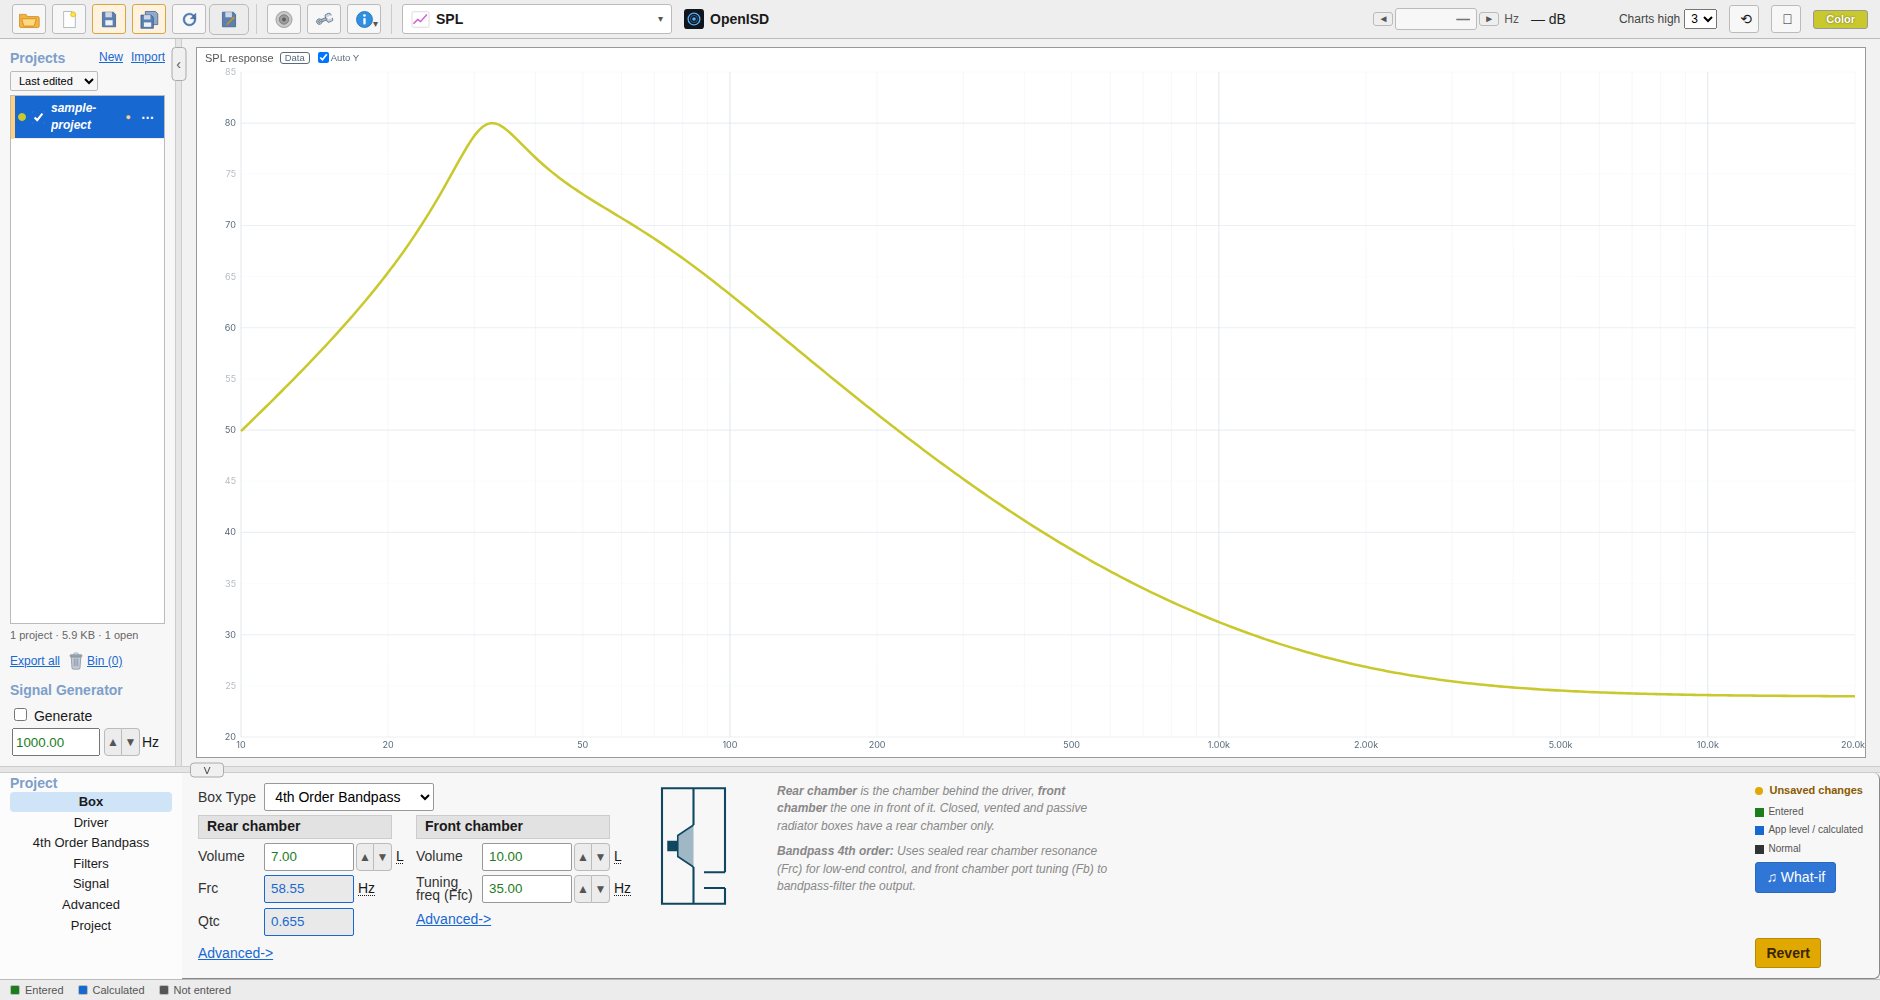 SPL
OpenISD
— Hz — dB
Charts high 3
Color
Projects New Import
Last edited
sample-
project
1 project · 5.9 KB · 1 open
Export all Bin (0)
Signal Generator
Generate
1000.00 Hz
SPL response Data Auto Y
85
80
75
70
65
60
55
50
45
40
35
30
25
20
10 20 50 100 200 500 1.00k 2.00k 5.00k 10.0k 20.0k
Project
Box
Driver
4th Order Bandpass
Filters
Signal
Advanced
Project
V
Box Type 4th Order Bandpass
Rear chamber
Volume 7.00 L
Frc 58.55 Hz
Qtc 0.655
Advanced->
Front chamber
Volume 10.00 L
Tuning
freq (Ffc) 35.00 Hz
Advanced->
Rear chamber is the chamber behind the driver, front
chamber the one in front of it. Closed, vented and passive
radiator boxes have a rear chamber only.
Bandpass 4th order: Uses sealed rear chamber resonance
(Frc) for low-end control, and front chamber port tuning (Fb) to
bandpass-filter the output.
Unsaved changes
Entered
App level / calculated
Normal
♫ What-if
Revert
Entered Calculated Not entered